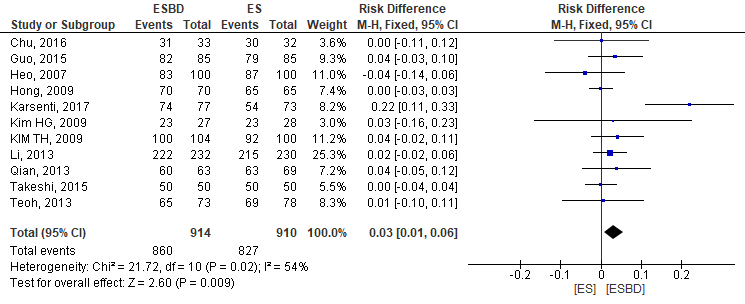 ESBD ES Risk Difference Risk Difference
Study or Subgroup Events Total Events Total Weight M-H, Fixed, 95% CI M-H, Fixed, 95% CI
Chu, 2016 31 33 30 32 3.6% 0.00 [-0.11, 0.12]
Guo, 2015 82 85 79 85 9.3% 0.04 [-0.03, 0.10]
Heo, 2007 83 100 87 100 11.0% -0.04 [-0.14, 0.06]
Hong, 2009 70 70 65 65 7.4% 0.00 [-0.03, 0.03]
Karsenti, 2017 74 77 54 73 8.2% 0.22 [0.11, 0.33]
Kim HG, 2009 23 27 23 28 3.0% 0.03 [-0.16, 0.23]
KIM TH, 2009 100 104 92 100 11.2% 0.04 [-0.02, 0.11]
Li, 2013 222 232 215 230 25.3% 0.02 [-0.02, 0.06]
Qian, 2013 60 63 63 69 7.2% 0.04 [-0.05, 0.12]
Takeshi, 2015 50 50 50 50 5.5% 0.00 [-0.04, 0.04]
Teoh, 2013 65 73 69 78 8.3% 0.01 [-0.10, 0.11]
Total (95% CI) 914 910 100.0% 0.03 [0.01, 0.06]
Total events 860 827
Heterogeneity: Chi² = 21.72, df = 10 (P = 0.02); I² = 54%
Test for overall effect: Z = 2.60 (P = 0.009)
-0.2 -0.1 0 0.1 0.2
[ES] [ESBD]